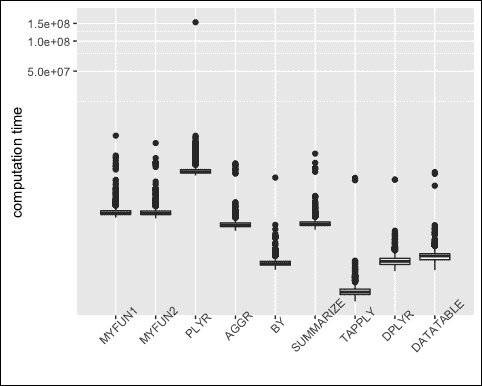 1.5e+08
1.0e+08
5.0e+07
computation time
MYFUN1
MYFUN2
PLYR
AGGR
BY
SUMMARIZE
TAPPLY
DPLYR
DATATABLE